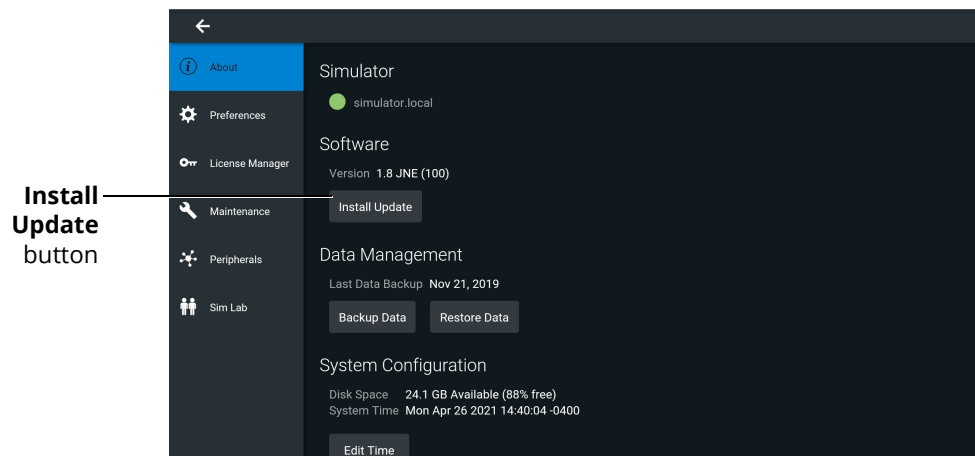 About
Preferences
License Manager
Maintenance
Peripherals
Sim Lab
Install
Update
button
Simulator
simulator.local
Software
Version 1.8 JNE (100)
Install Update
Data Management
Last Data Backup Nov 21, 2019
Backup Data Restore Data
System Configuration
Disk Space 24.1 GB Available (88% free)
System Time Mon Apr 26 2021 14:40:04 -0400
Edit Time